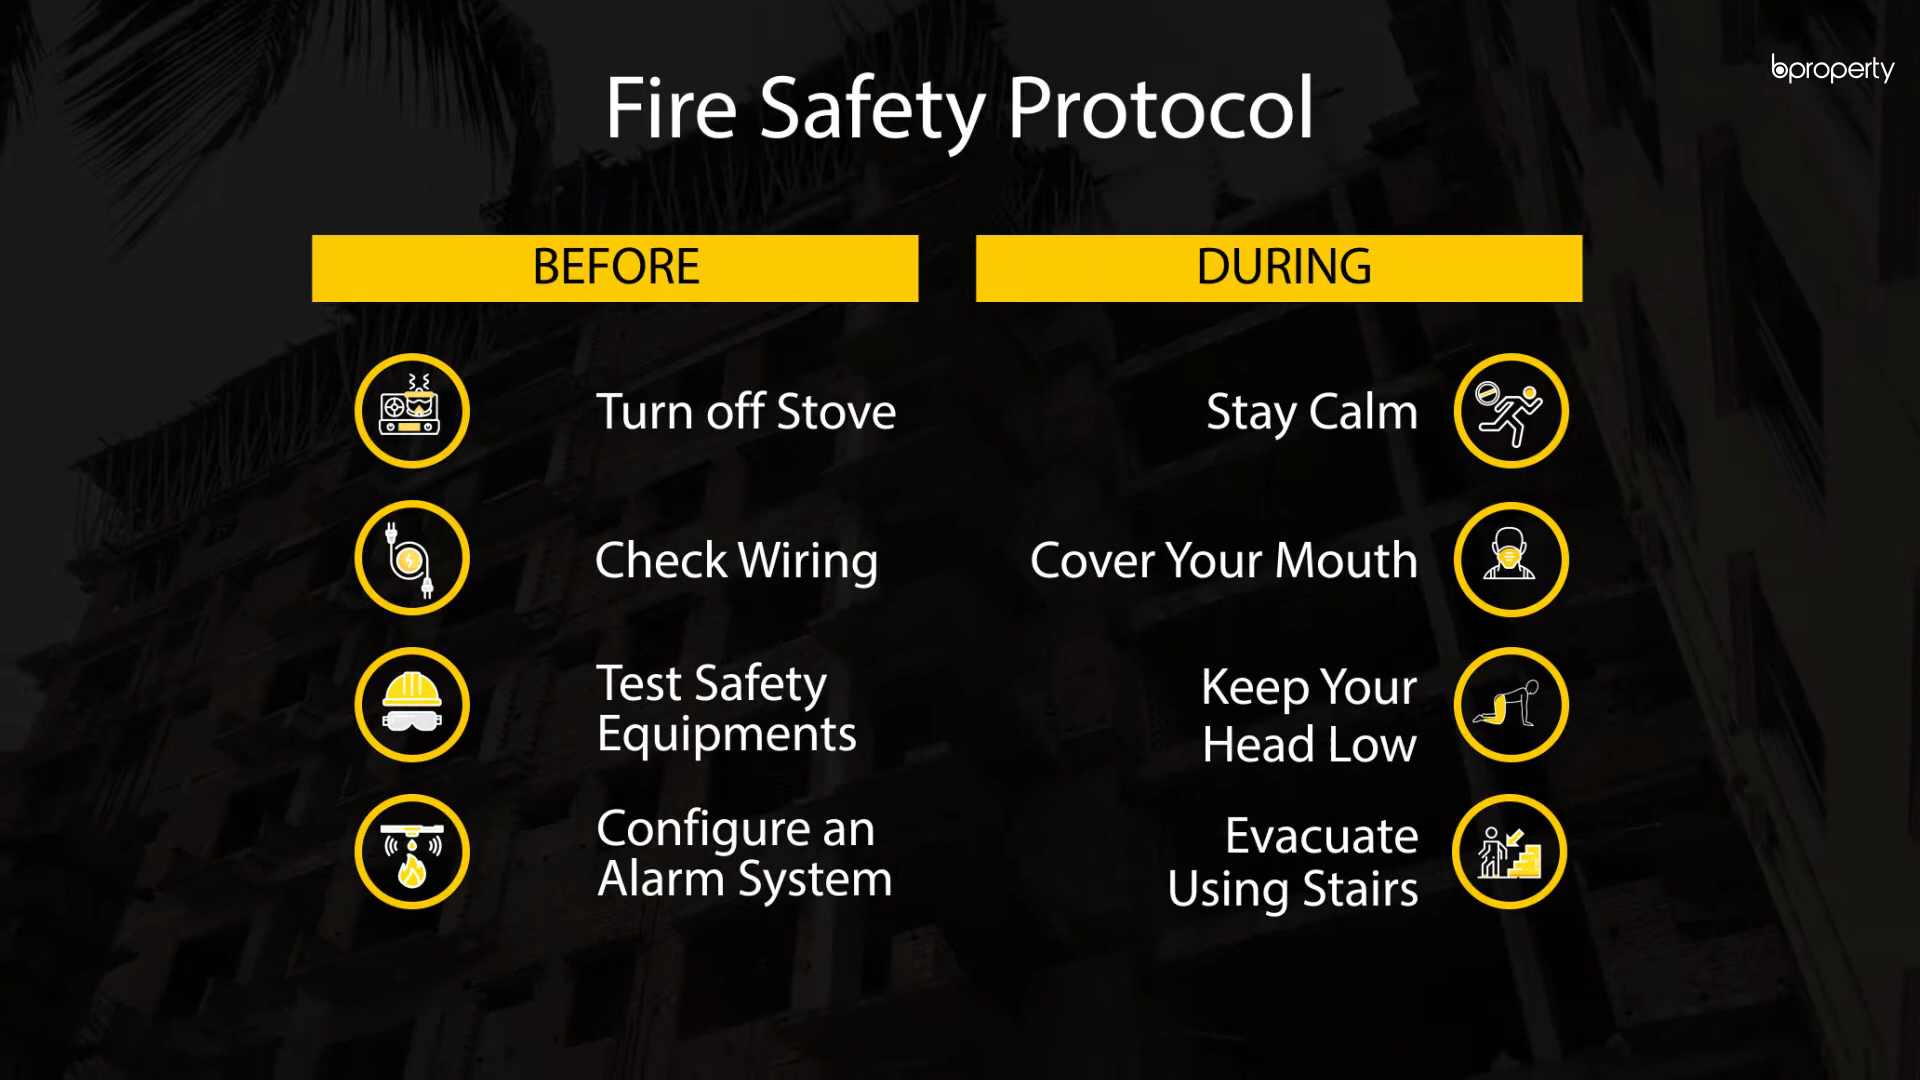 bproperty
Fire Safety Protocol
BEFORE
Turn off Stove
Check Wiring
Test Safety
Equipments
Configure an
Alarm System
DURING
Stay Calm
Cover Your Mouth
Keep Your
Head Low
Evacuate
Using Stairs